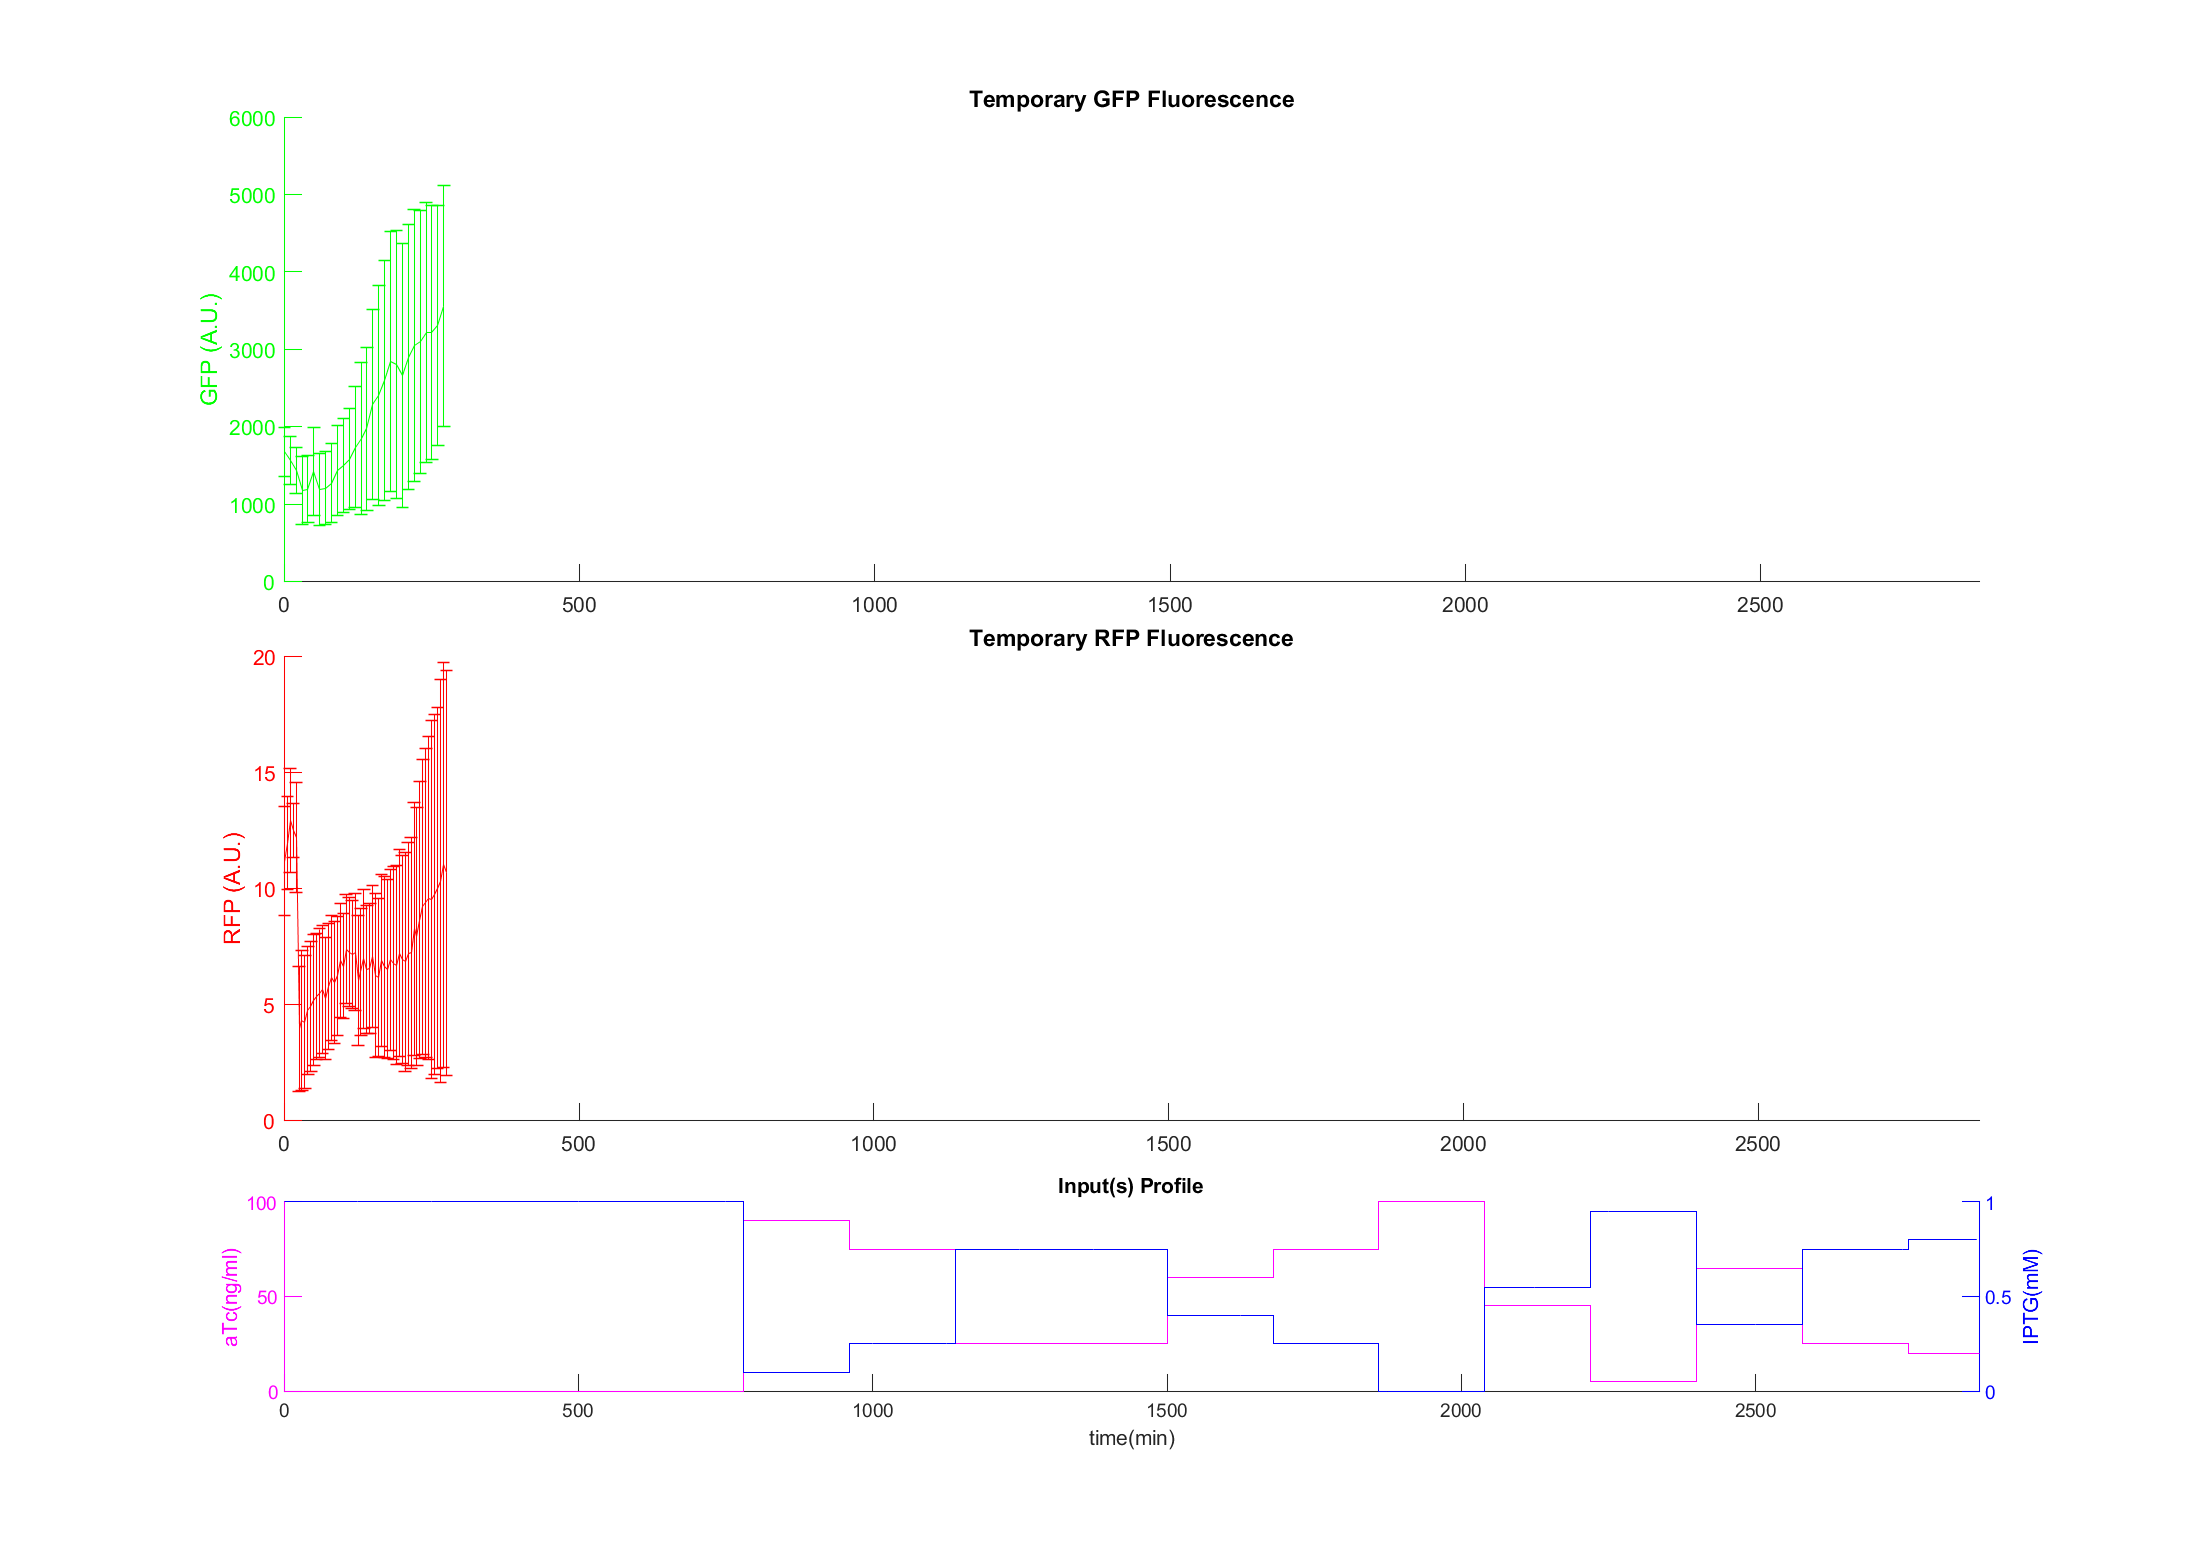 Temporary GFP Fluorescence
6000
5000
4000
3000
2000
1000
0
GFP (A.U.)
0 500 1000 1500 2000 2500
Temporary RFP Fluorescence
20
15
10
5
0
RFP (A.U.)
0 500 1000 1500 2000 2500
Input(s) Profile
100
50
0
aTc(ng/ml)
1
0.5
0
IPTG(mM)
0 500 1000 1500 2000 2500
time(min)